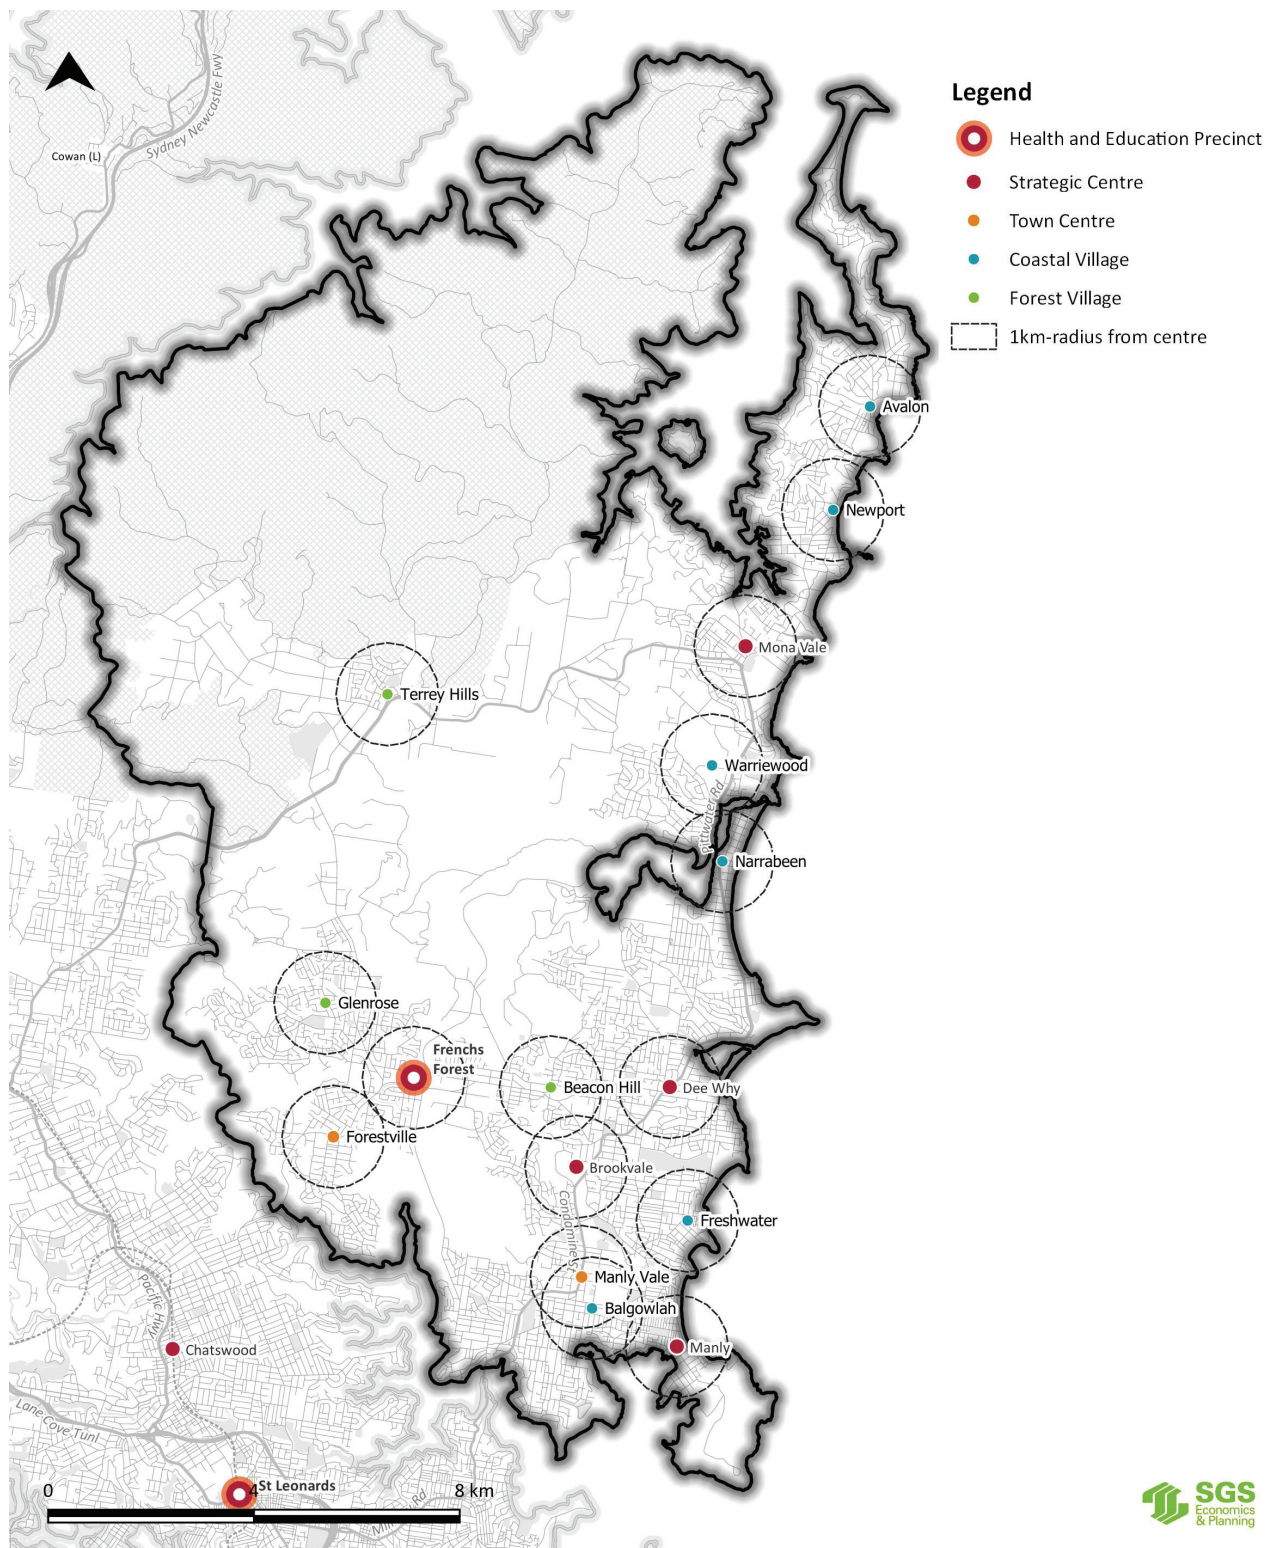 Sydney Newcastle Fwy
Cowan (L)
Legend
Health and Education Precinct
Strategic Centre
Town Centre
Coastal Village
Forest Village
1km-radius from centre
Avalon
Newport
Mona Vale
Terrey Hills
Warriewood
Pittwater Rd
Narrabeen
Glenrose
Frenchs
Forest
Beacon Hill
Dee Why
Forestville
Brookvale
Condamine St
Freshwater
Manly Vale
Balgowlah
Pacific Hwy
Chatswood
Manly
Lane Cove Tunl
St Leonards
0
4
8 km
SGS
Economics
& Planning